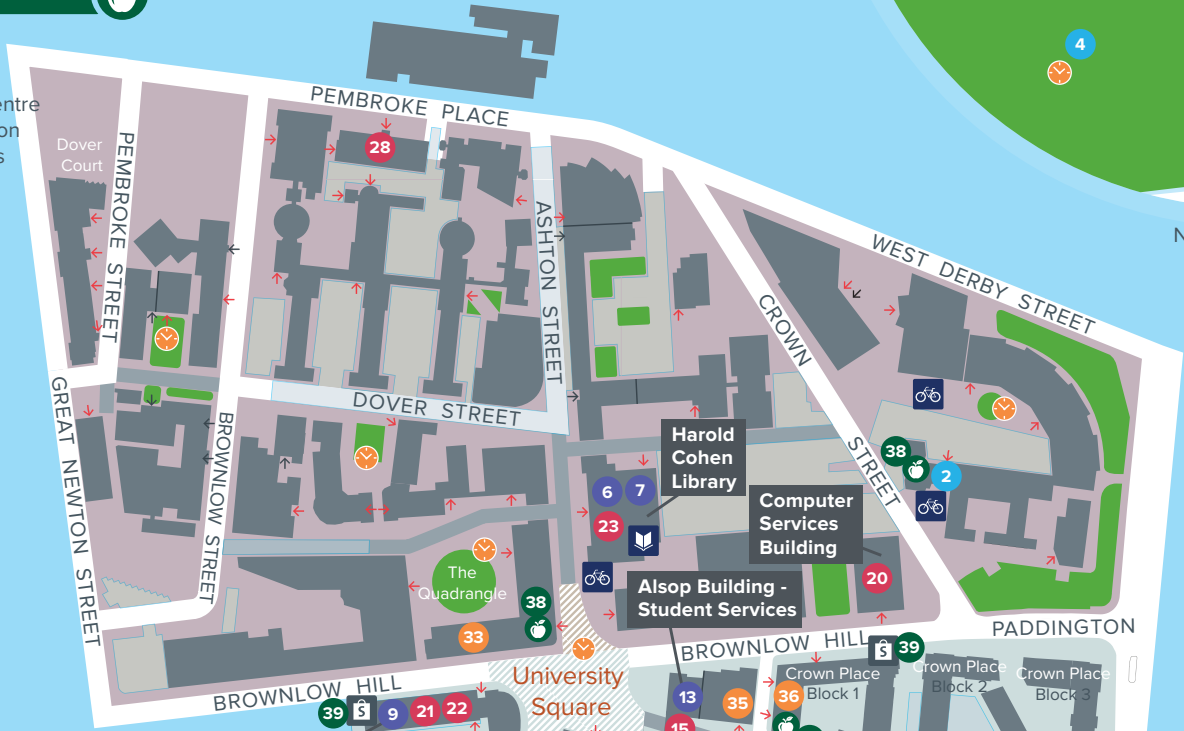 4
entre
on
s
PEMBROKE PLACE
Dover
Court
PEMBROKE STREET
28
ASHTON STREET
WEST DERBY STREET
N
CROWN
STREET
GREAT NEWTON STREET
BROWNLOW STREET
DOVER STREET
Harold
Cohen
Library
38
2
6
7
23
Computer
Services
Building
20
The
Quadrangle
38
Alsop Building -
Student Services
33
BROWNLOW HILL
PADDINGTON
S
39
University
Square
Crown Place
Block 1
Crown Place
Block 2
Crown Place
Block 3
BROWNLOW HILL
39
S
9
21
22
13
35
36
15